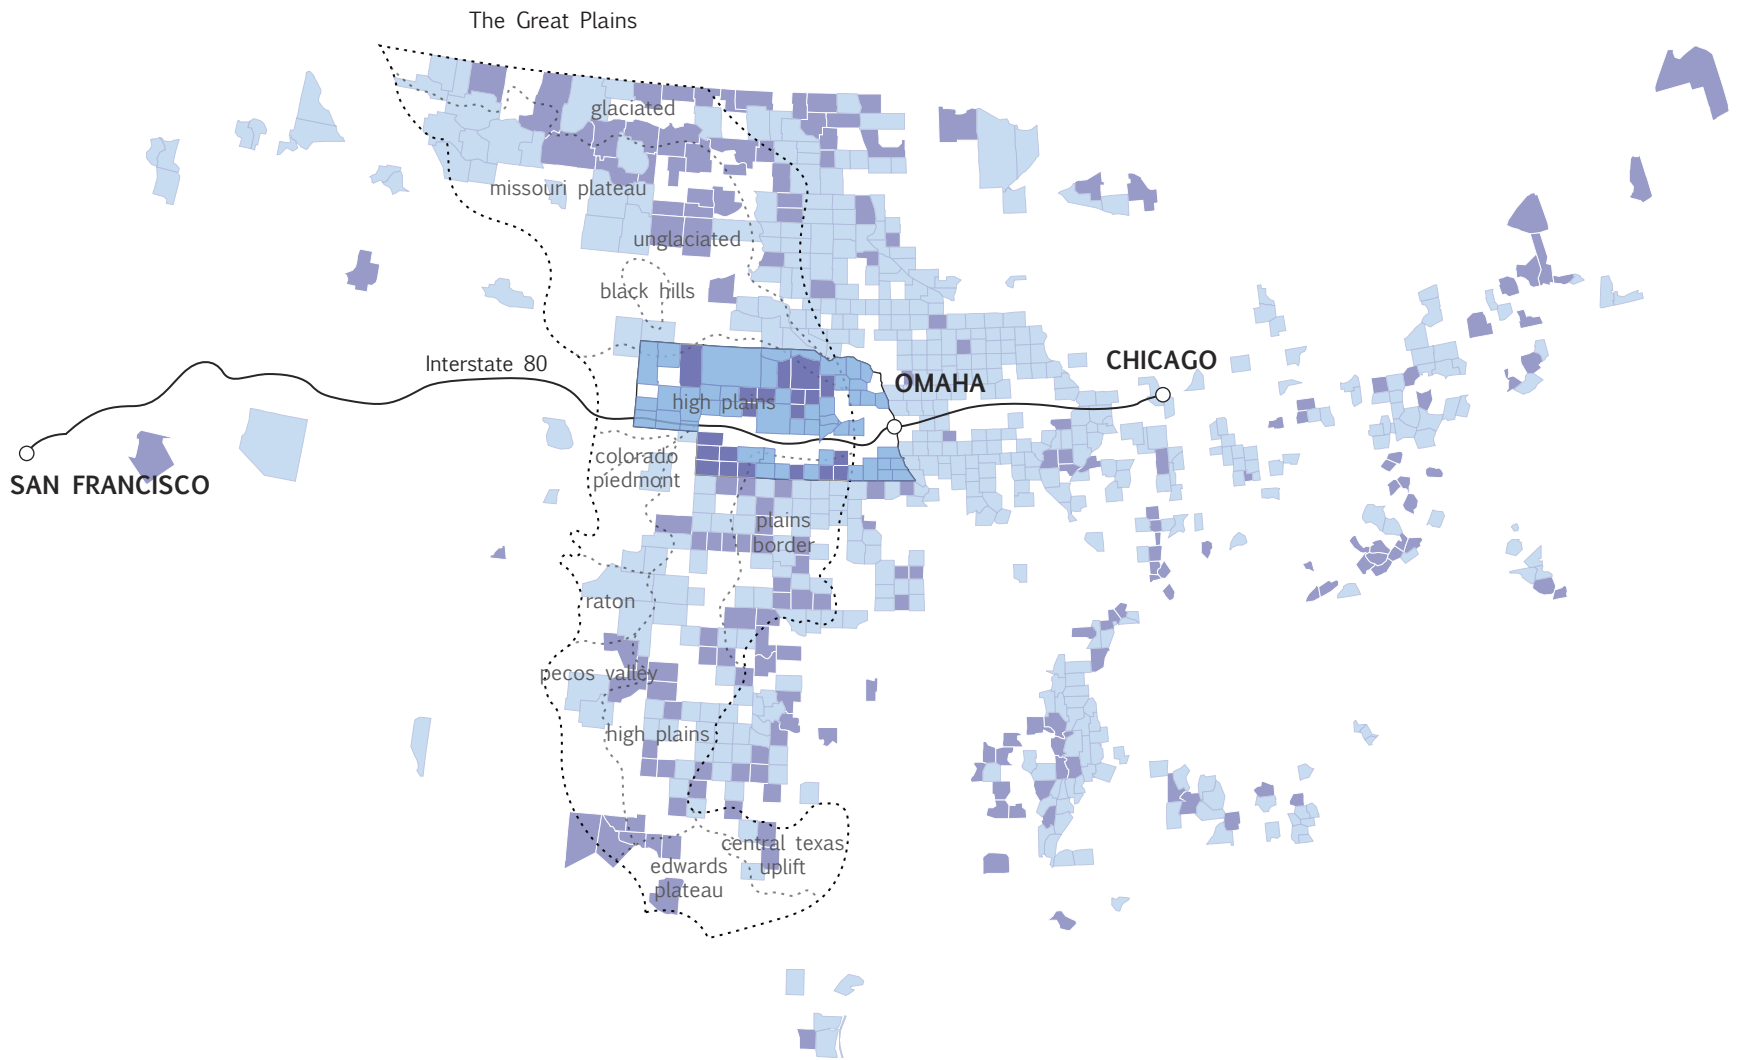 The Great Plains
glaciated
missouri plateau
unglaciated
black hills
Interstate 80
CHICAGO
OMAHA
high plains
colorado
piedmont
SAN FRANCISCO
plains
border
raton
pecos valley
high plains
central texas
uplift
edwards
plateau